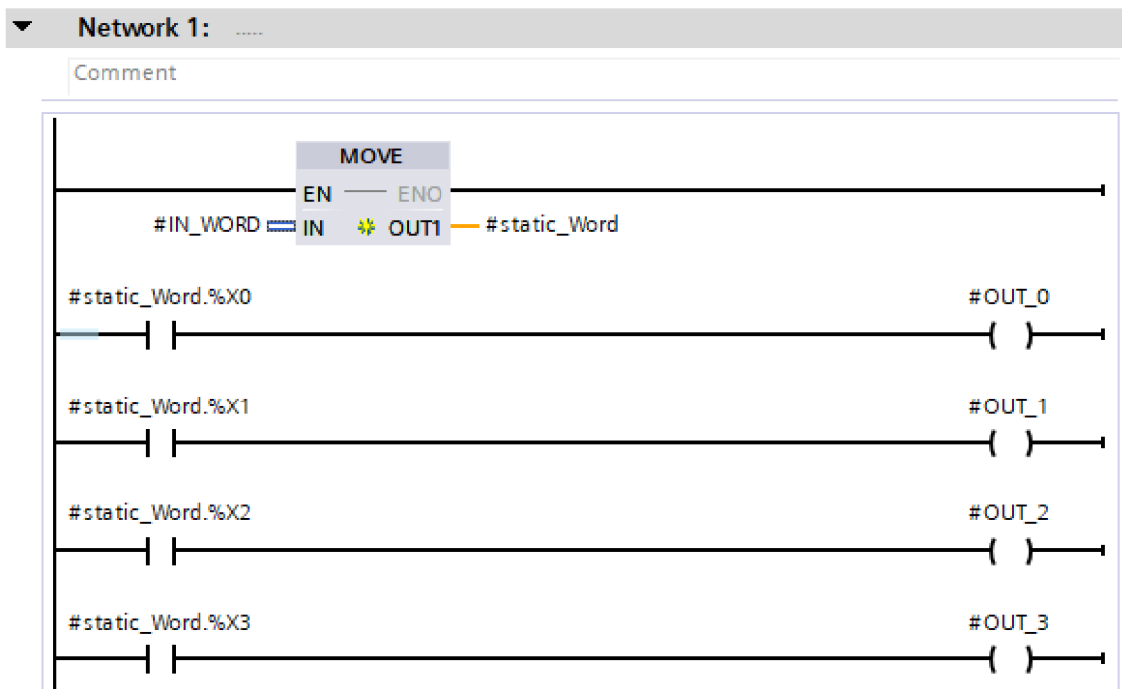 Network 1: .....
Comment
MOVE
EN ENO
#IN_WORD IN OUT1 #static_Word
#static_Word.%X0 #OUT_0
#static_Word.%X1 #OUT_1
#static_Word.%X2 #OUT_2
#static_Word.%X3 #OUT_3